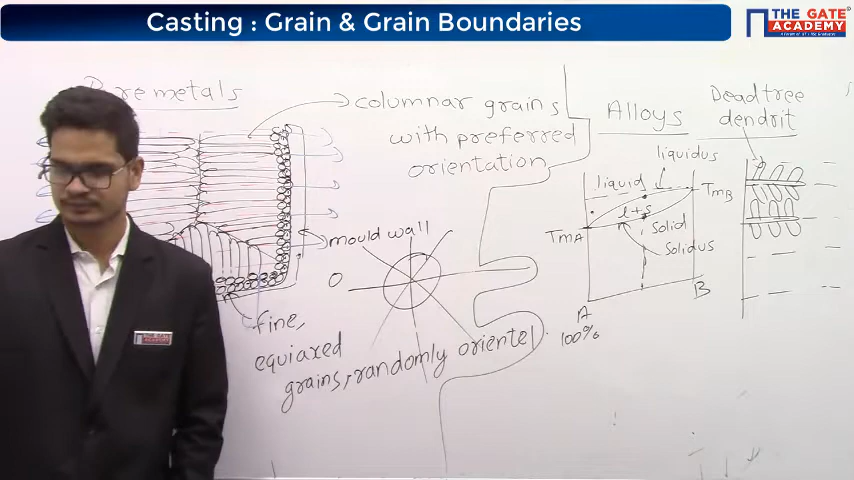 Casting : Grain & Grain Boundaries
THE GATE
ACADEMY
Pure metals
columnar grains
with preferred
orientation
mould wall
fine,
equiaxed
grains, randomly orientel
Alloys
liquidus
liquid
TmB
l+s
Solid
TmA
Solidus
A
B
100%
Dead tree
dendrit